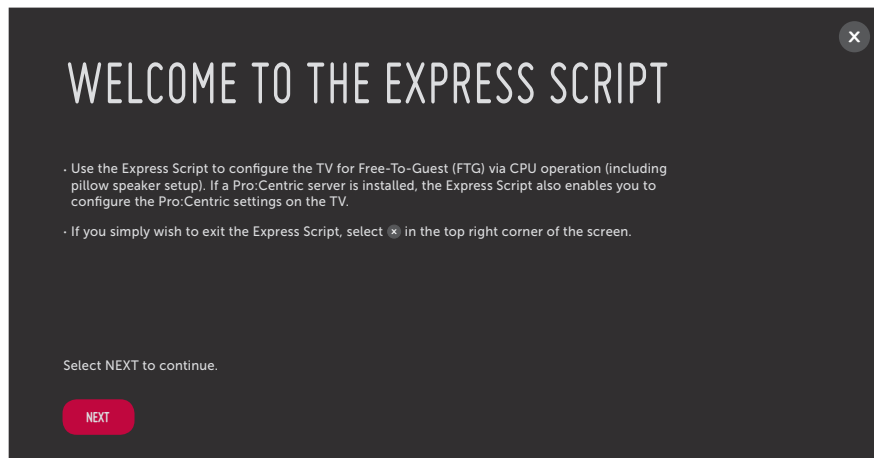 WELCOME TO THE EXPRESS SCRIPT
· Use the Express Script to configure the TV for Free-To-Guest (FTG) via CPU operation (including
pillow speaker setup). If a Pro:Centric server is installed, the Express Script also enables you to
configure the Pro:Centric settings on the TV.
· If you simply wish to exit the Express Script, select x in the top right corner of the screen.
Select NEXT to continue.
NEXT